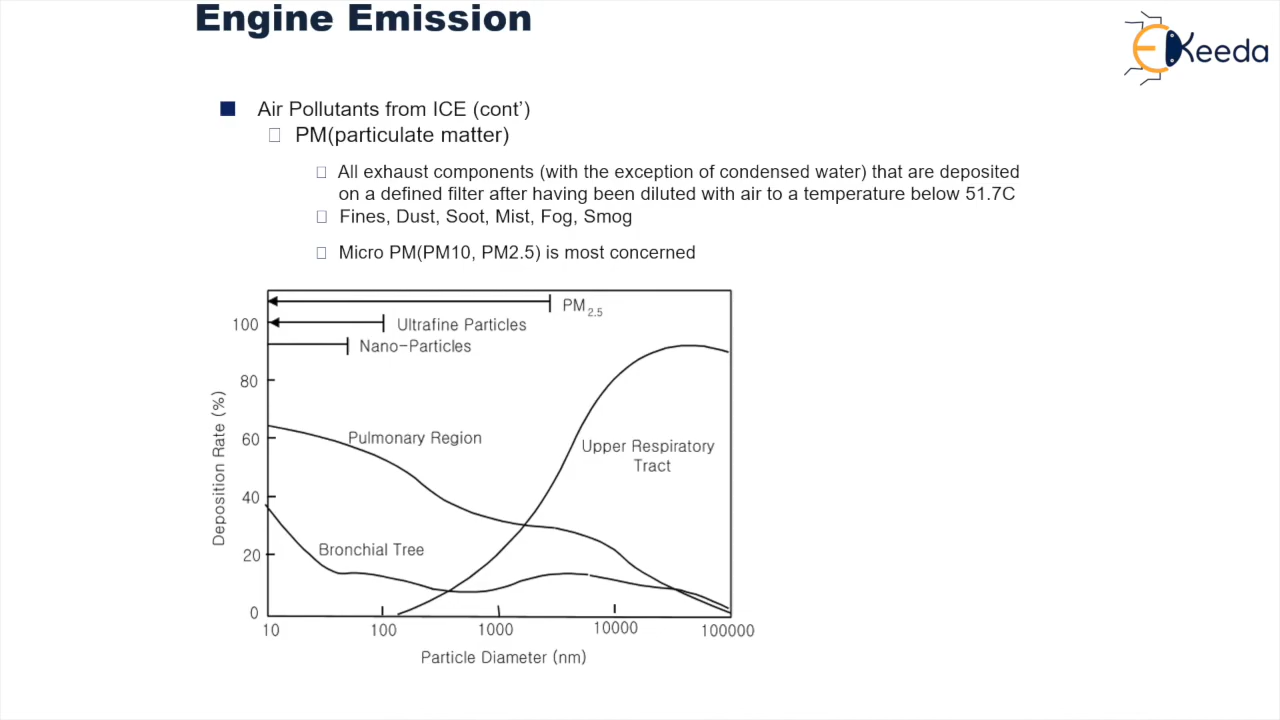 Engine Emission
EKeeda
Air Pollutants from ICE (cont’)
PM(particulate matter)
All exhaust components (with the exception of condensed water) that are deposited
on a defined filter after having been diluted with air to a temperature below 51.7C
Fines, Dust, Soot, Mist, Fog, Smog
Micro PM(PM10, PM2.5) is most concerned
PM2.5
Ultrafine Particles
Nano-Particles
100
80
60
40
20
0
Deposition Rate (%)
Pulmonary Region
Upper Respiratory
Tract
Bronchial Tree
10 100 1000 10000 100000
Particle Diameter (nm)